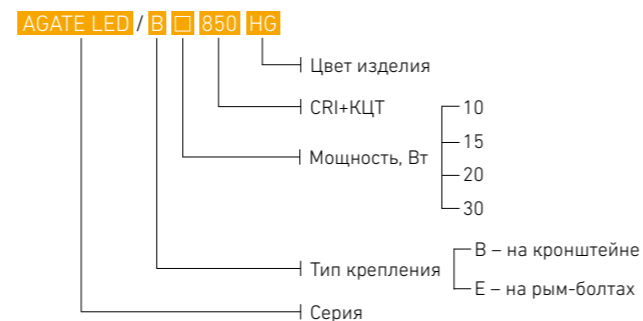 AGATE LED / B □ 850 HG
Цвет изделия
CRI+КЦТ
Мощность, Вт
10
15
20
30
Тип крепления
B – на кронштейне
E – на рым-болтах
Серия